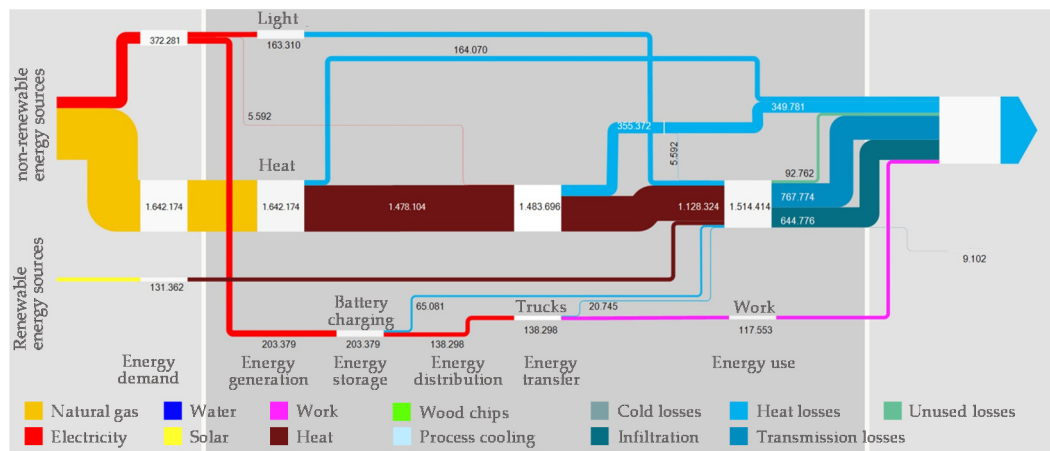 Light
372.281
163.310
164.070
349.781
non-renewable
energy sources
5.592
355.372
5.592
Heat
92.762
1.642.174
1.642.174
1.478.104
1.483.696
1.128.324
1.514.414
767.774
644.776
9.102
Renewable
energy sources
131.362
Battery
charging
65.081
Trucks
20.745
Work
203.379
203.379
138.298
138.298
117.553
Energy
demand
Energy
generation
Energy
storage
Energy
distribution
Energy
transfer
Energy use
Natural gas
Water
Work
Wood chips
Cold losses
Heat losses
Unused losses
Electricity
Solar
Heat
Process cooling
Infiltration
Transmission losses